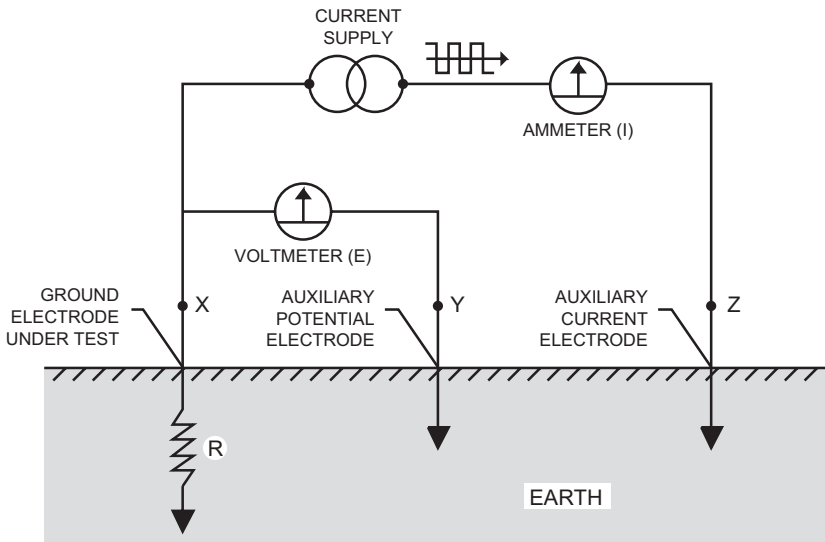 CURRENT
SUPPLY
AMMETER (I)
VOLTMETER (E)
GROUND
ELECTRODE
UNDER TEST
X
AUXILIARY
POTENTIAL
ELECTRODE
Y
AUXILIARY
CURRENT
ELECTRODE
Z
R
EARTH